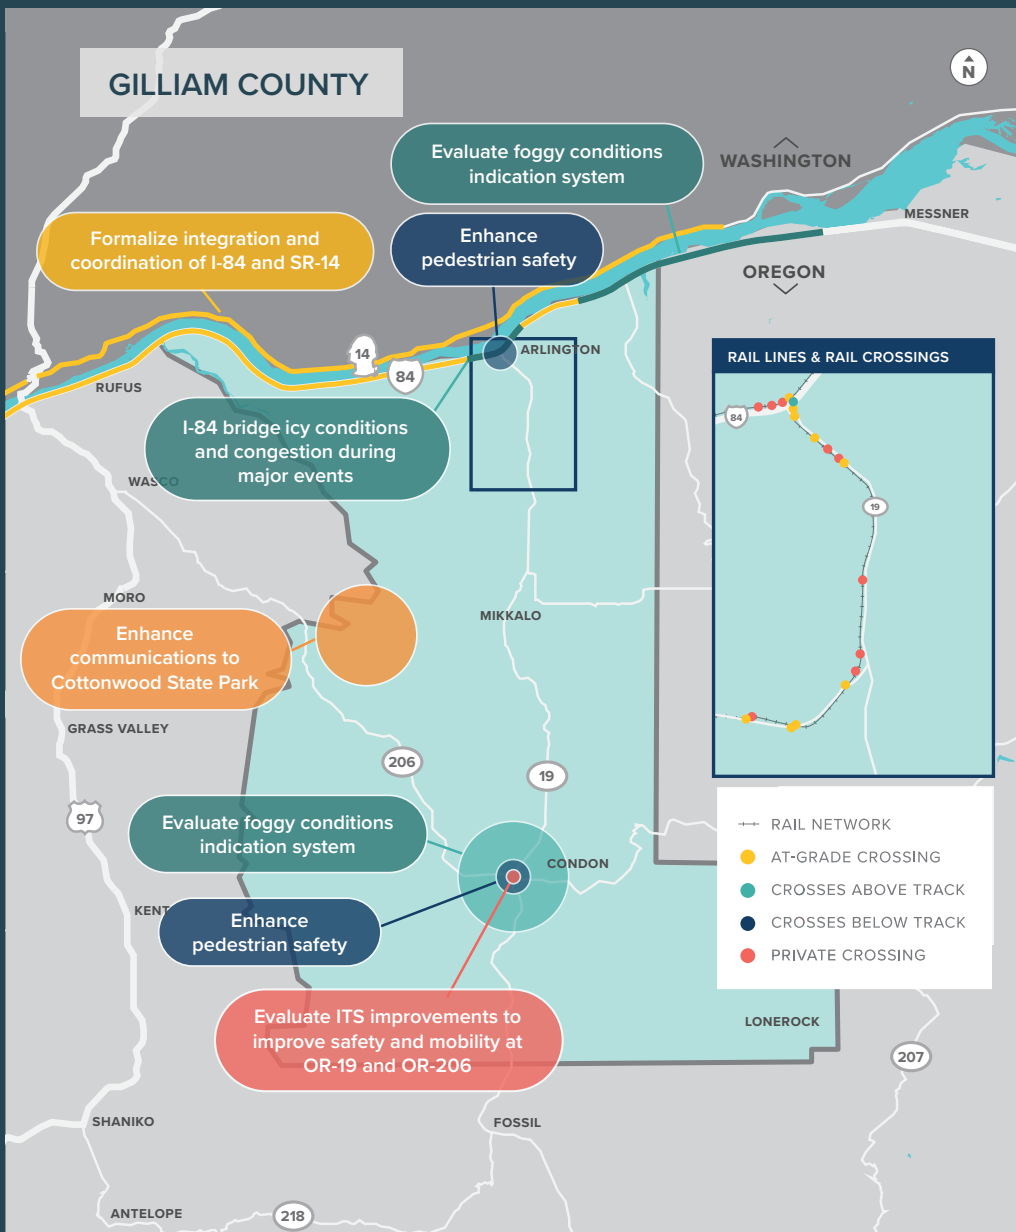 GILLIAM COUNTY
N
Evaluate foggy conditions
indication system
WASHINGTON
MESSNER
Formalize integration and
coordination of I-84 and SR-14
Enhance
pedestrian safety
OREGON
14
84
ARLINGTON
RUFUS
RAIL LINES & RAIL CROSSINGS
84
19
I-84 bridge icy conditions
and congestion during
major events
WASCO
MORO
MIKKALO
Enhance
communications to
Cottonwood State Park
GRASS VALLEY
206
19
97
Evaluate foggy conditions
indication system
CONDON
KENT
Enhance
pedestrian safety
RAIL NETWORK
AT-GRADE CROSSING
CROSSES ABOVE TRACK
CROSSES BELOW TRACK
PRIVATE CROSSING
Evaluate ITS improvements to
improve safety and mobility at
OR-19 and OR-206
LONEROCK
207
SHANIKO
FOSSIL
ANTELOPE
218